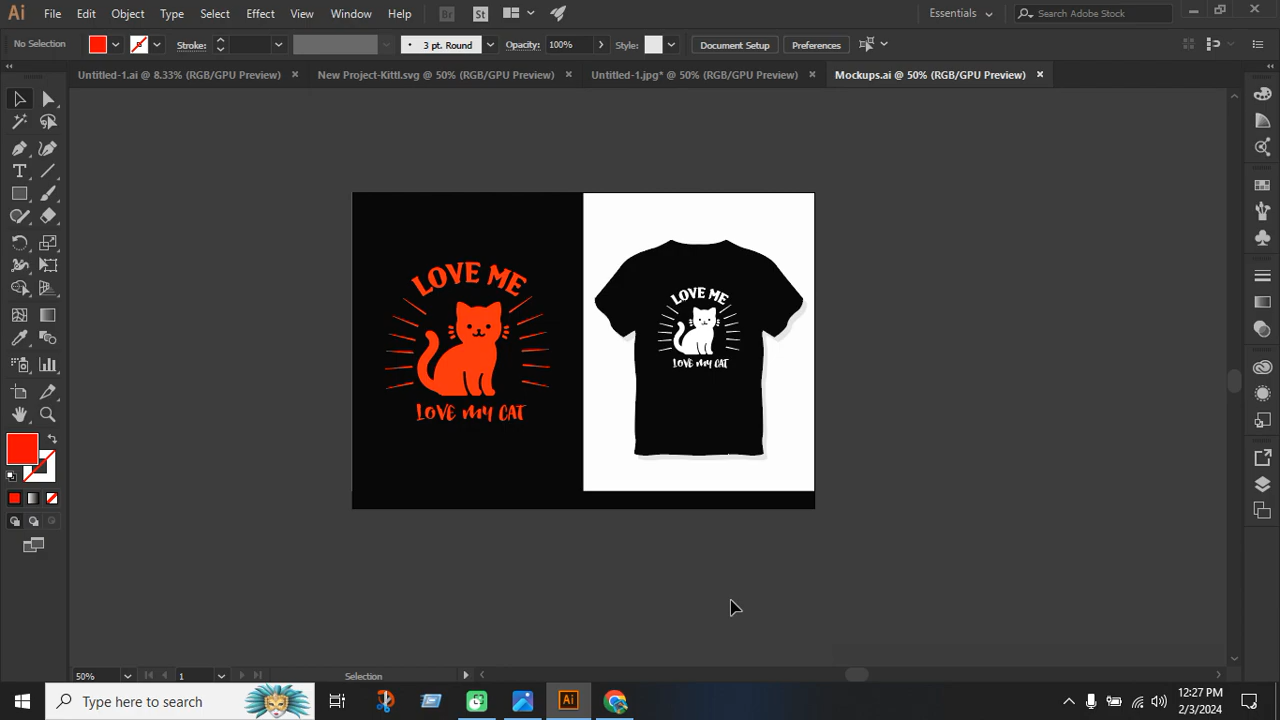 Ai File Edit Object Type Select Effect View Window Help Br St Essentials Search Adobe Stock
No Selection Stroke: 3 pt. Round Opacity: 100% Style: Document Setup Preferences
Untitled-1.ai @ 8.33% (RGB/GPU Preview) × New Project-Kittl.svg @ 50% (RGB/GPU Preview) × Untitled-1.jpg* @ 50% (RGB/GPU Preview) × Mockups.ai @ 50% (RGB/GPU Preview) ×
LOVE ME
LOVE MY CAT
LOVE ME
LOVE MY CAT
50% 1 Selection
Type here to search Ai 12:27 PM
2/3/2024